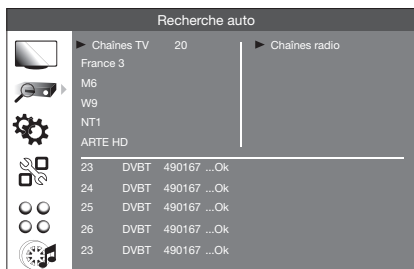 Recherche auto
Chaînes TV 20 Chaînes radio
France 3
M6
W9
NT1
ARTE HD
23 DVBT 490167 ...Ok
24 DVBT 490167 ...Ok
25 DVBT 490167 ...Ok
26 DVBT 490167 ...Ok
23 DVBT 490167 ...Ok